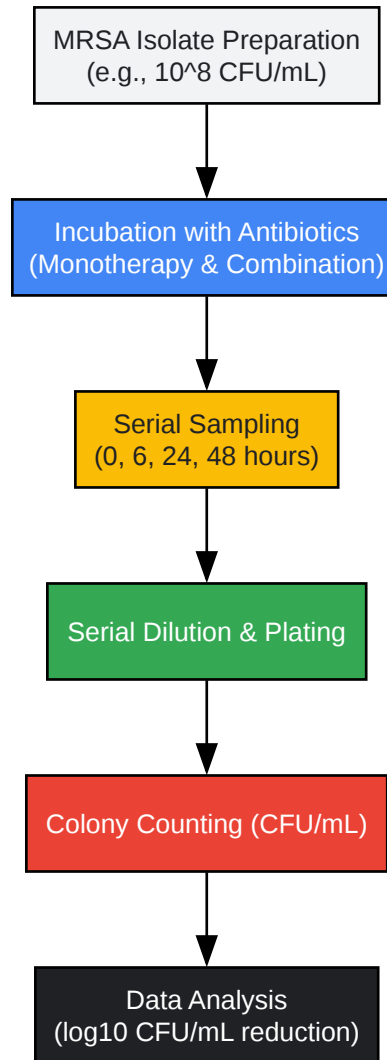 MRSA Isolate Preparation
(e.g., 10^8 CFU/mL)
Incubation with Antibiotics
(Monotherapy & Combination)
Serial Sampling
(0, 6, 24, 48 hours)
Serial Dilution & Plating
Colony Counting (CFU/mL)
Data Analysis
(log10 CFU/mL reduction)